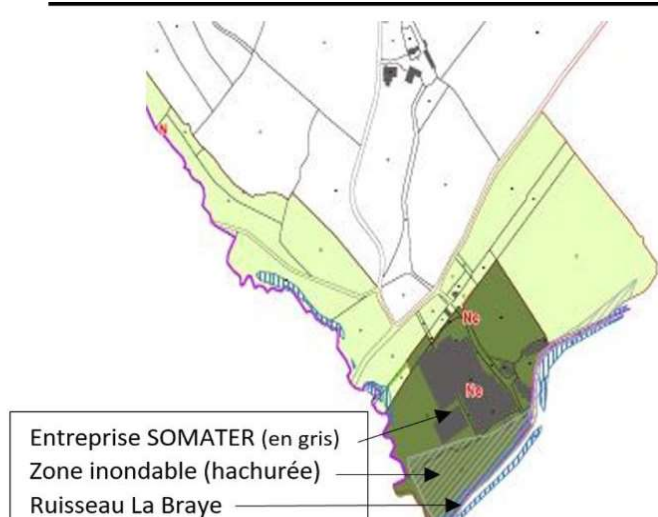 N
Nc
Nc
Entreprise SOMATER (en gris)
Zone inondable (hachurée)
Ruisseau La Braye